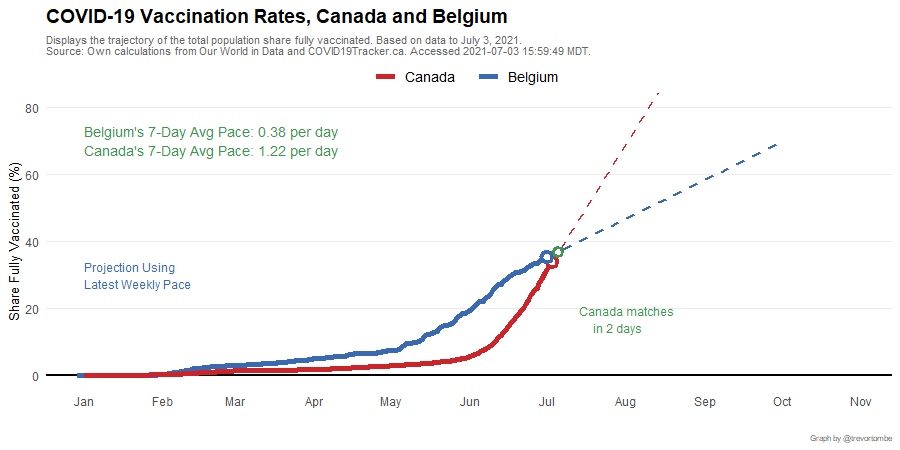 COVID-19 Vaccination Rates, Canada and Belgium
Displays the trajectory of the total population share fully vaccinated. Based on data to July 3, 2021.
Source: Own calculations from Our World in Data and COVID19Tracker.ca. Accessed 2021-07-03 15:59:49 MDT.
Canada Belgium
80
Belgium's 7-Day Avg Pace: 0.38 per day
Canada's 7-Day Avg Pace: 1.22 per day
60
Share Fully Vaccinated (%)
40
Projection Using
Latest Weekly Pace
20
Canada matches
in 2 days
0
Jan Feb Mar Apr May Jun Jul Aug Sep Oct Nov
Graph by @trevortombe